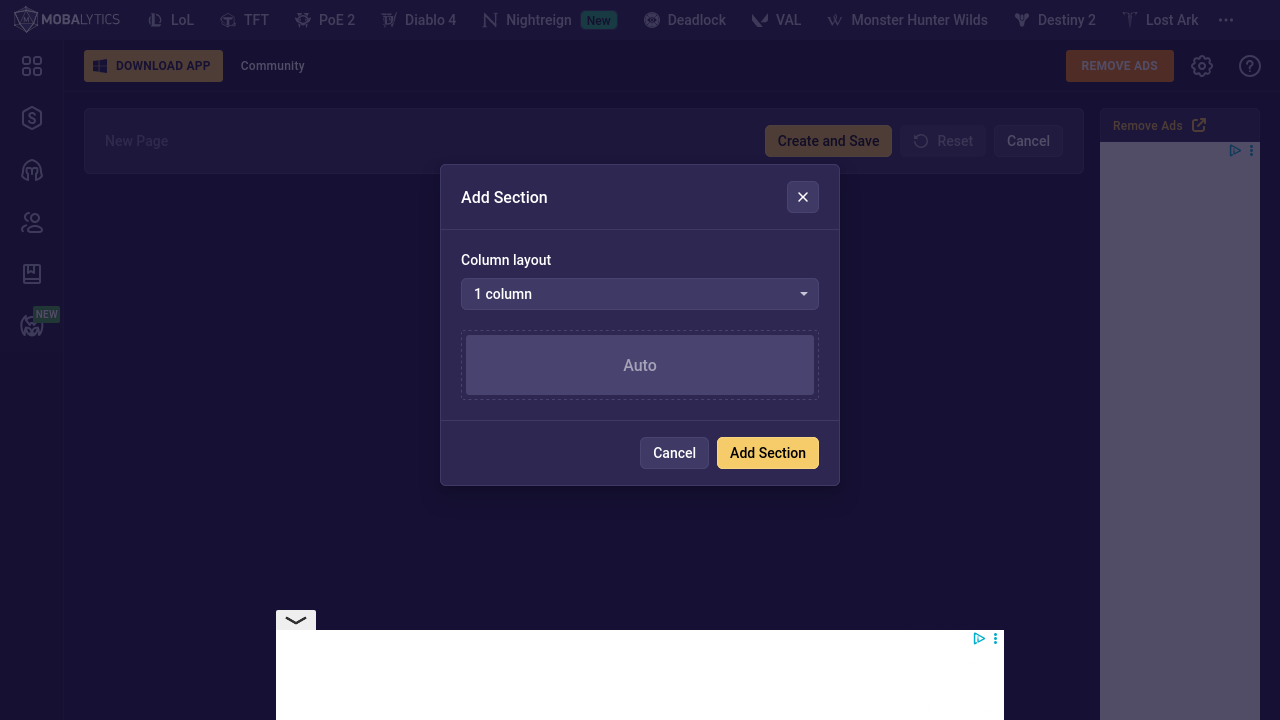 MOBALYTICS LoL TFT PoE 2 Diablo 4 Nightreign New Deadlock VAL Monster Hunter Wilds Destiny 2 Lost Ark
DOWNLOAD APP Community REMOVE ADS
New Page Create and Save Reset Cancel
Remove Ads
Add Section
Column layout
1 column
NEW
Auto
Cancel Add Section